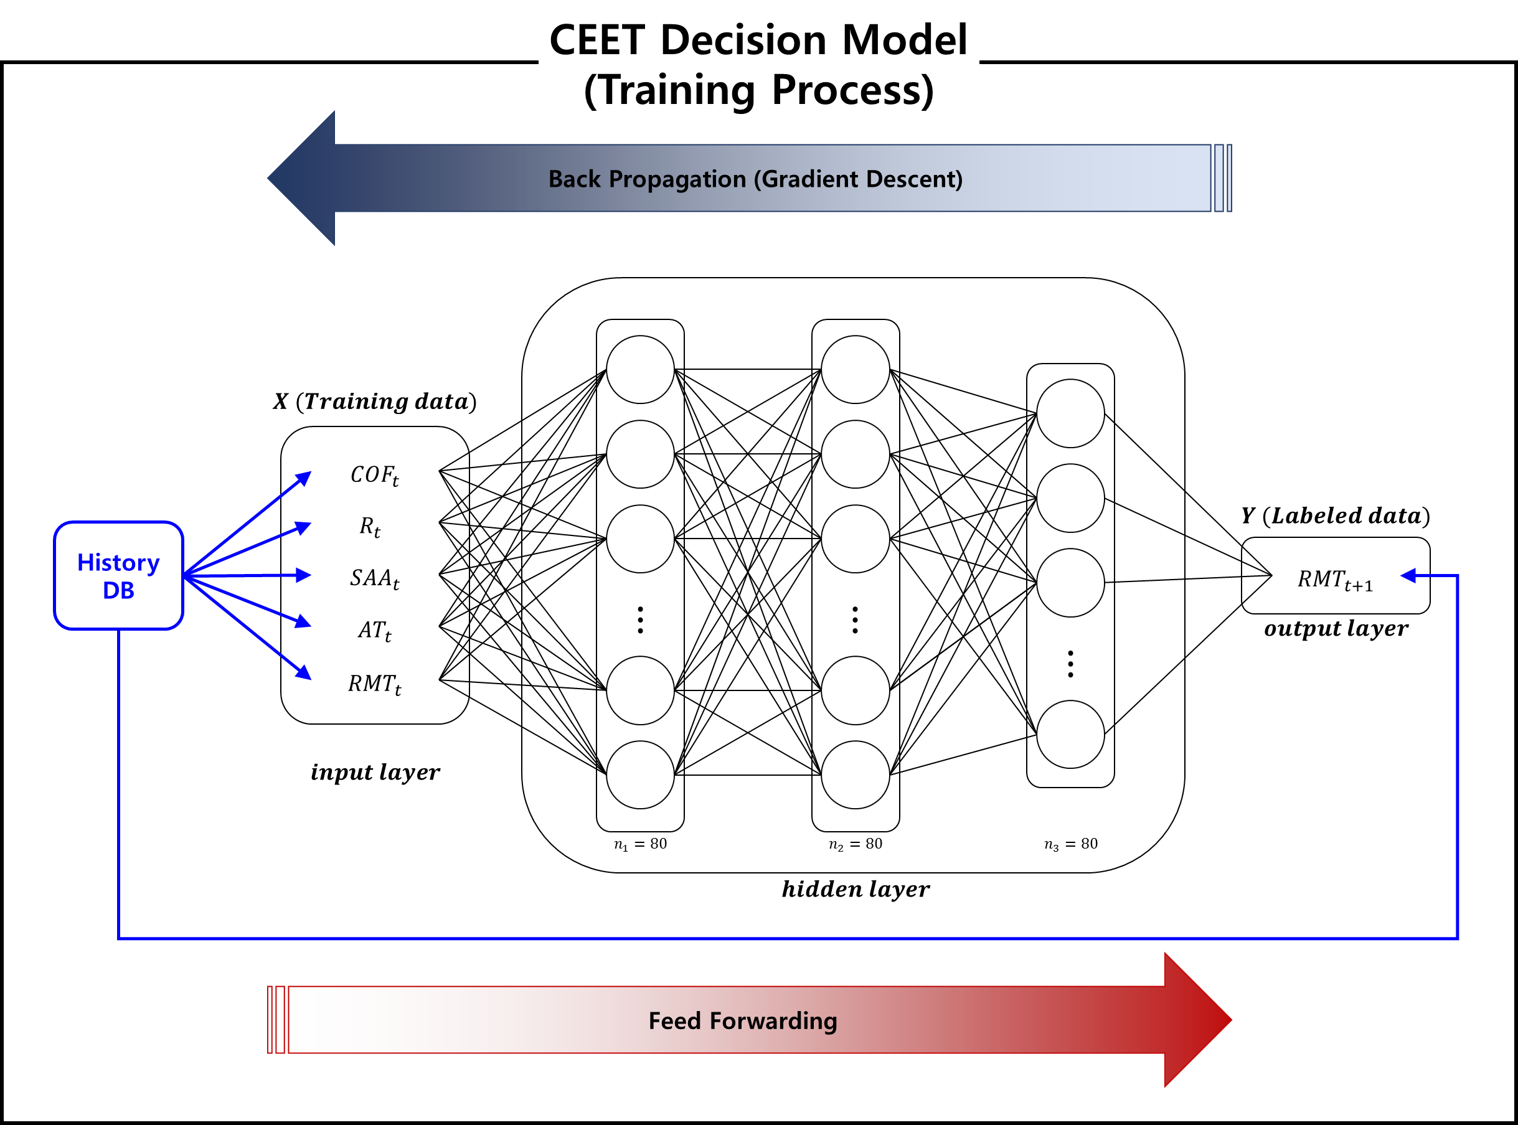 CEET Decision Model
(Training Process)
Back Propagation (Gradient Descent)
X (Training data)
COF_t
R_t
SAA_t
AT_t
RMT_t
input layer
History
DB
⋮
⋮
⋮
n_1 = 80
n_2 = 80
n_3 = 80
hidden layer
Y (Labeled data)
RMT_{t+1}
output layer
Feed Forwarding